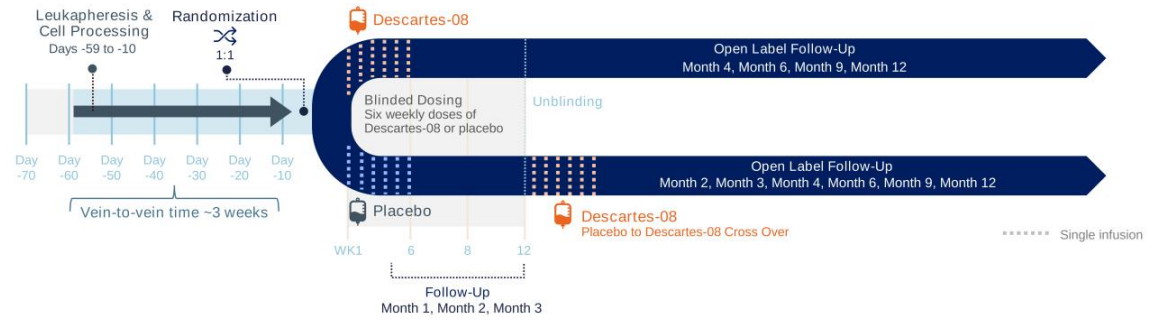 Leukapheresis &
Cell Processing
Days -59 to -10
Randomization
1:1
Descartes-08
Open Label Follow-Up
Month 4, Month 6, Month 9, Month 12
Blinded Dosing
Six weekly doses of
Descartes-08 or placebo
Unblinding
Day -70
Day -60
Day -50
Day -40
Day -30
Day -20
Day -10
Vein-to-vein time ~3 weeks
Open Label Follow-Up
Month 2, Month 3, Month 4, Month 6, Month 9, Month 12
Placebo
Descartes-08
Placebo to Descartes-08 Cross Over
Single infusion
WK1 6 8 12
Follow-Up
Month 1, Month 2, Month 3